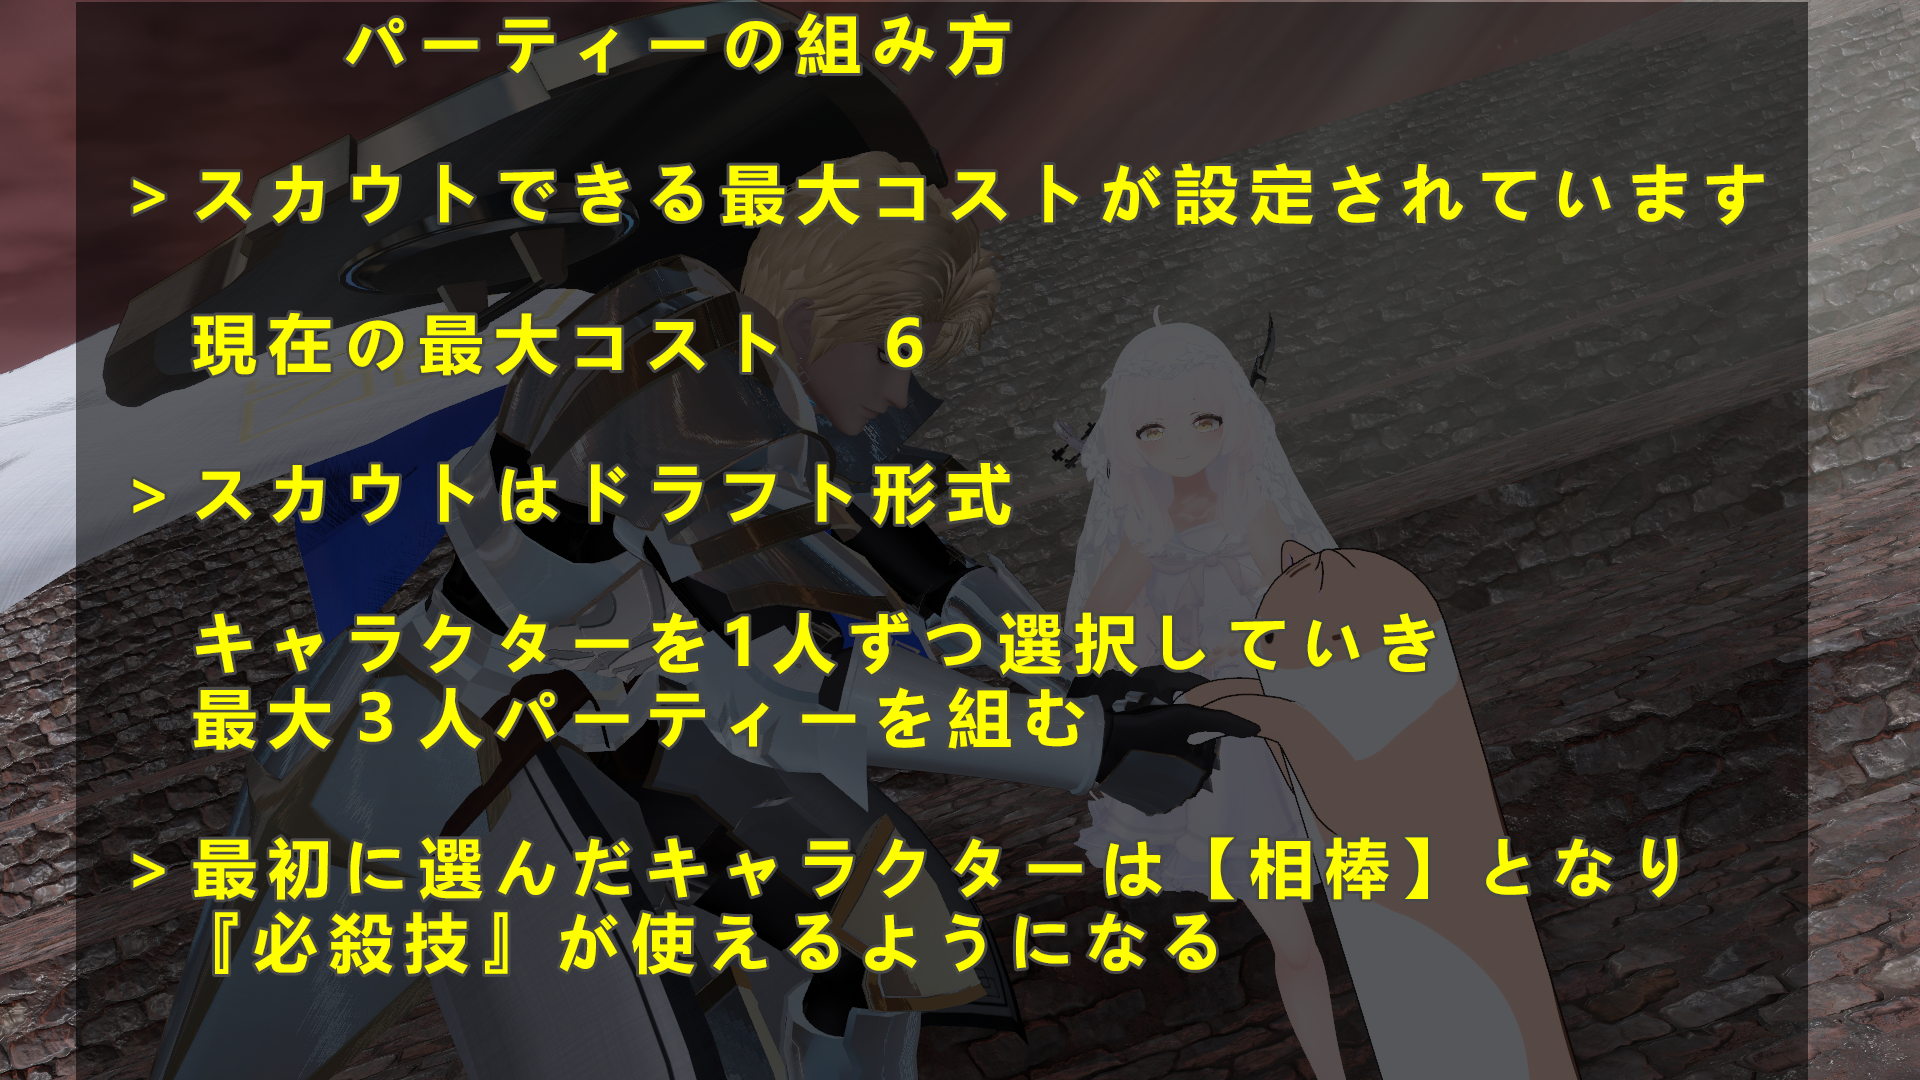 パーティーの組み方
>スカウトできる最大コストが設定されています
現在の最大コスト　6
>スカウトはドラフト形式
キャラクターを1人ずつ選択していき
最大３人パーティーを組む
>最初に選んだキャラクターは【相棒】となり
『必殺技』が使えるようになる